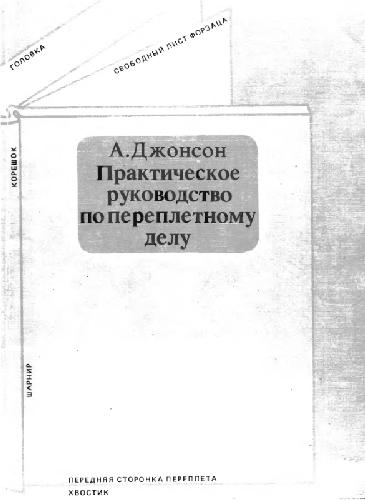 ГОЛОВКА
СВОБОДНЫЙ ЛИСТ ФОРЗАЦА
КОРЕШОК
А.Джонсон
Практическое
руководство
по переплетному
делу
ШАРНИР
ПЕРЕДНЯЯ СТОРОНКА ПЕРЕПЛЕТА
ХВОСТИК